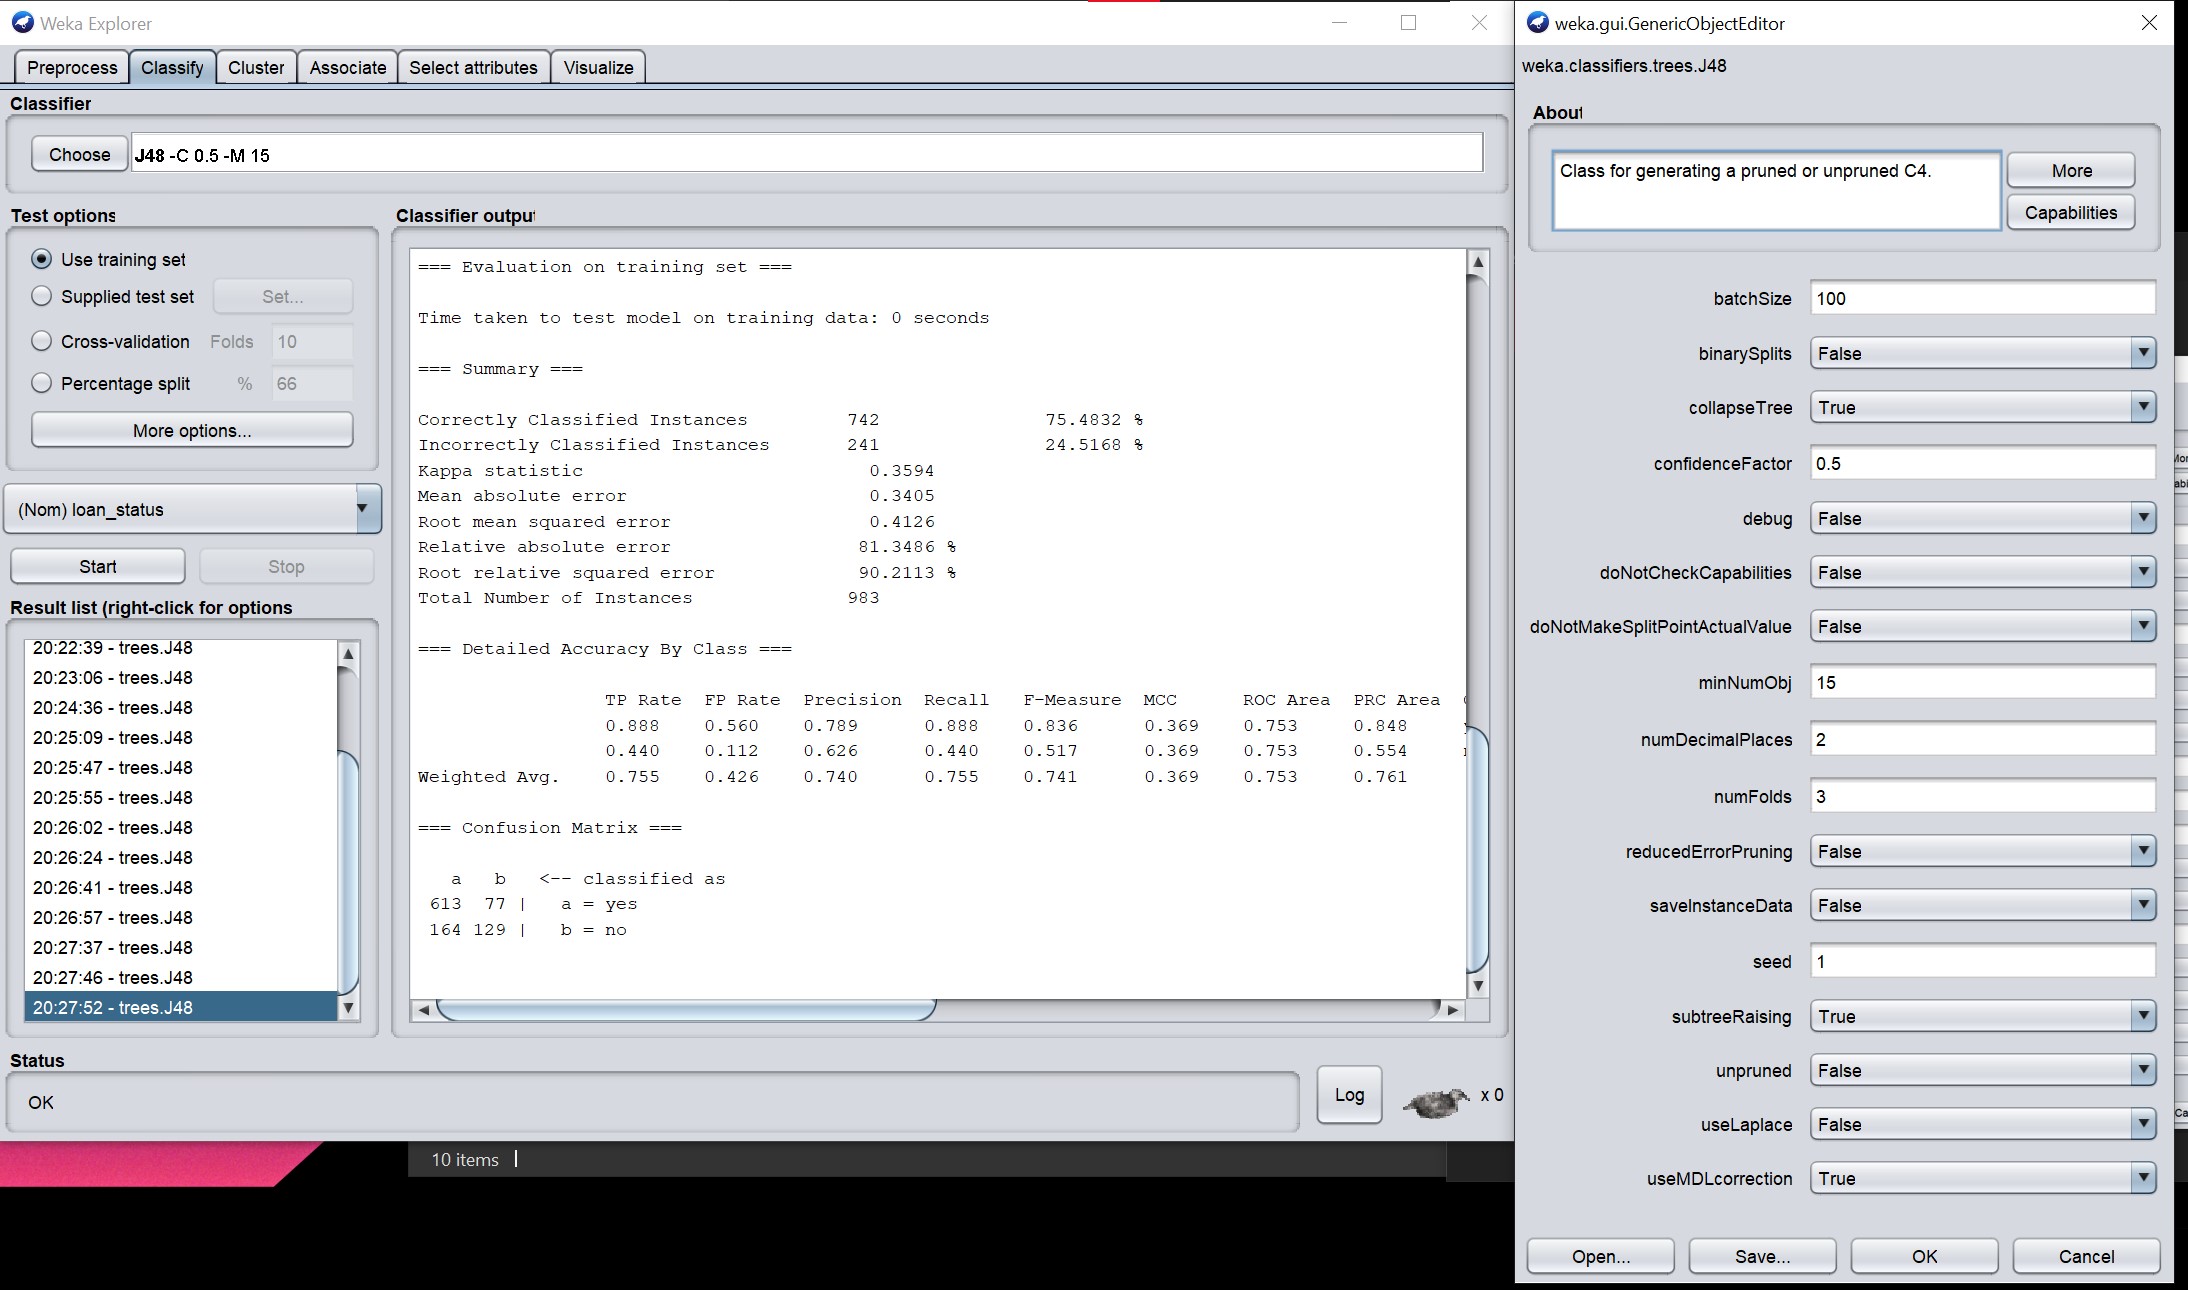 Weka Explorer
Preprocess Classify Cluster Associate Select attributes Visualize
Classifier
Choose J48 -C 0.5 -M 15
Test options
Use training set
Supplied test set Set...
Cross-validation Folds 10
Percentage split % 66
More options...
(Nom) loan_status
Start Stop
Result list (right-click for options
20:22:39 - trees.J48
20:23:06 - trees.J48
20:24:36 - trees.J48
20:25:09 - trees.J48
20:25:47 - trees.J48
20:25:55 - trees.J48
20:26:02 - trees.J48
20:26:24 - trees.J48
20:26:41 - trees.J48
20:26:57 - trees.J48
20:27:37 - trees.J48
20:27:46 - trees.J48
20:27:52 - trees.J48
Classifier output
=== Evaluation on training set ===
Time taken to test model on training data: 0 seconds
=== Summary ===
Correctly Classified Instances 742 75.4832 %
Incorrectly Classified Instances 241 24.5168 %
Kappa statistic 0.3594
Mean absolute error 0.3405
Root mean squared error 0.4126
Relative absolute error 81.3486 %
Root relative squared error 90.2113 %
Total Number of Instances 983
=== Detailed Accuracy By Class ===
TP Rate FP Rate Precision Recall F-Measure MCC ROC Area PRC Area
0.888 0.560 0.789 0.888 0.836 0.369 0.753 0.848
0.440 0.112 0.626 0.440 0.517 0.369 0.753 0.554
Weighted Avg. 0.755 0.426 0.740 0.755 0.741 0.369 0.753 0.761
=== Confusion Matrix ===
a b <-- classified as
613 77 | a = yes
164 129 | b = no
Status
OK
Log x 0
10 items
weka.gui.GenericObjectEditor
weka.classifiers.trees.J48
About
Class for generating a pruned or unpruned C4.
More
Capabilities
batchSize 100
binarySplits False
collapseTree True
confidenceFactor 0.5
debug False
doNotCheckCapabilities False
doNotMakeSplitPointActualValue False
minNumObj 15
numDecimalPlaces 2
numFolds 3
reducedErrorPruning False
saveInstanceData False
seed 1
subtreeRaising True
unpruned False
useLaplace False
useMDLcorrection True
Open... Save... OK Cancel